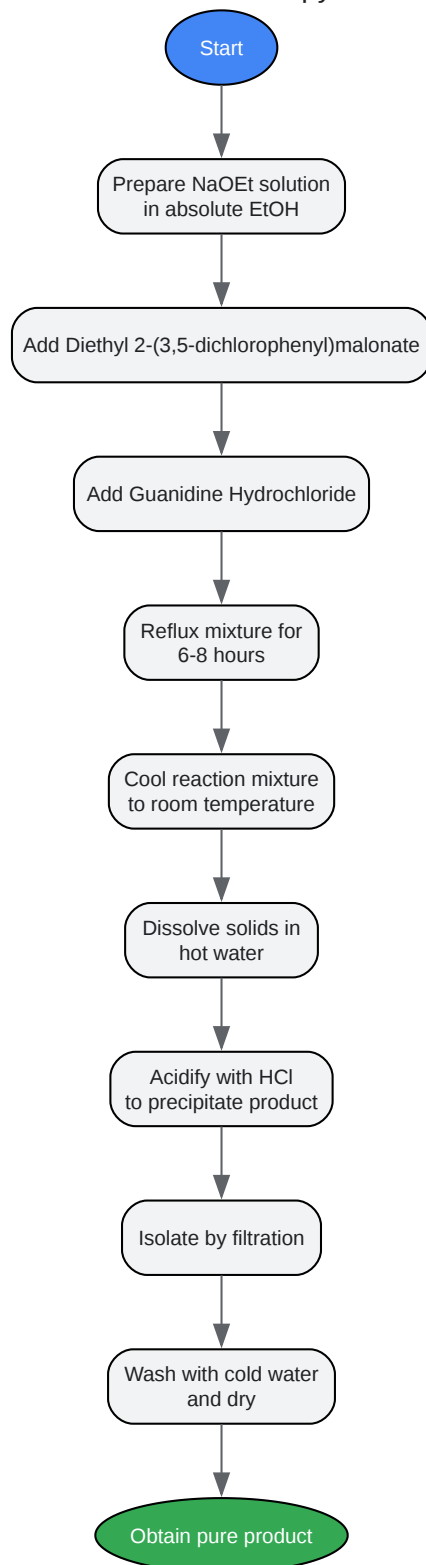 Start
Prepare NaOEt solution
in absolute EtOH
Add Diethyl 2-(3,5-dichlorophenyl)malonate
Add Guanidine Hydrochloride
Reflux mixture for
6-8 hours
Cool reaction mixture
to room temperature
Dissolve solids in
hot water
Acidify with HCl
to precipitate product
Isolate by filtration
Wash with cold water
and dry
Obtain pure product